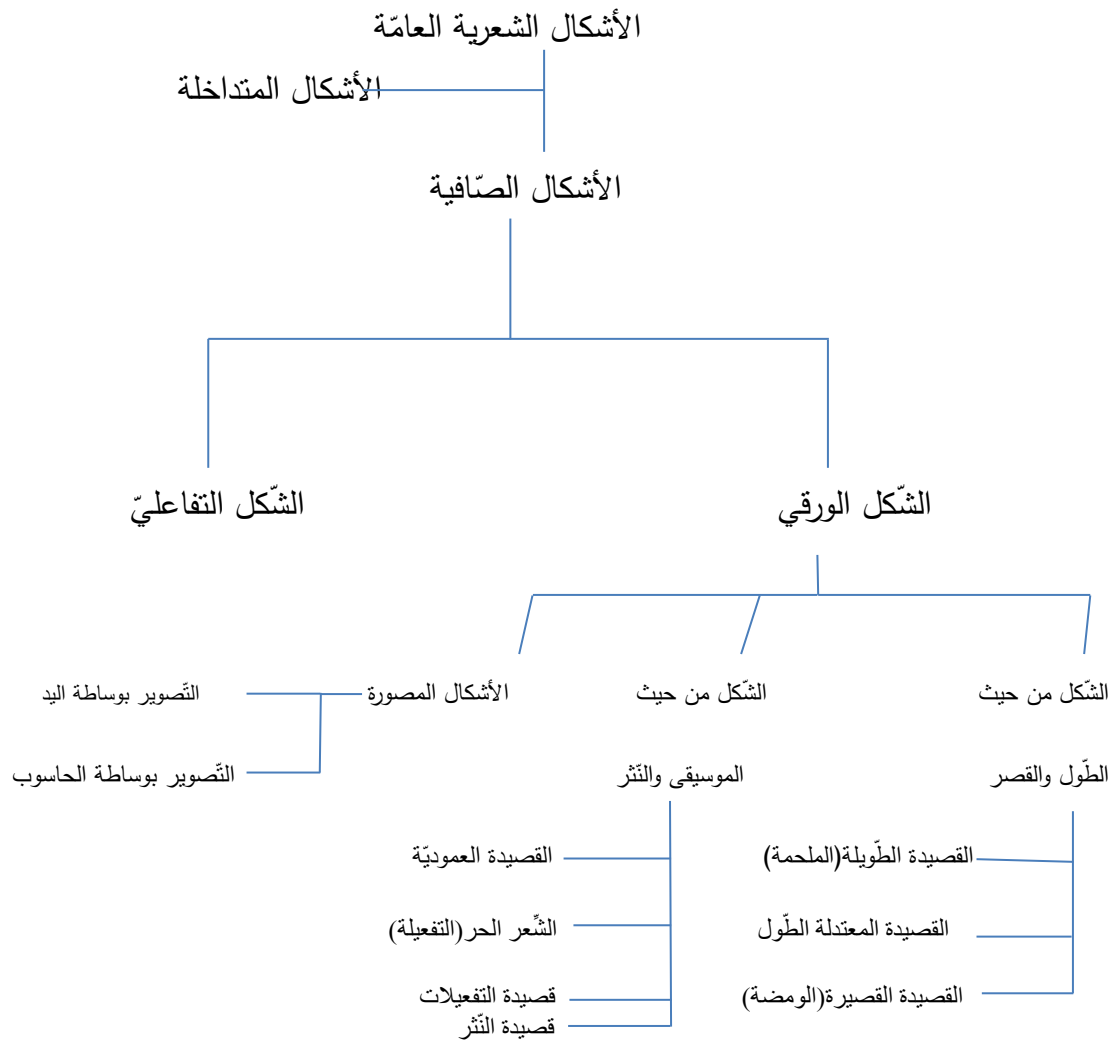 الأشكال الشعرية العامّة
الأشكال المتداخلة
الأشكال الصّافية
الشّكل الورقي
الشّكل التفاعليّ
الشّكل من حيث
الطّول والقصر
الشّكل من حيث
الموسيقى والنّثر
الأشكال المصورة
التّصوير بوساطة اليد
التّصوير بوساطة الحاسوب
القصيدة الطّويلة(الملحمة)
القصيدة المعتدلة الطّول
القصيدة القصيرة(الومضة)
القصيدة العموديّة
الشِّعر الحر(التفعيلة)
قصيدة التفعيلات
قصيدة النّثر